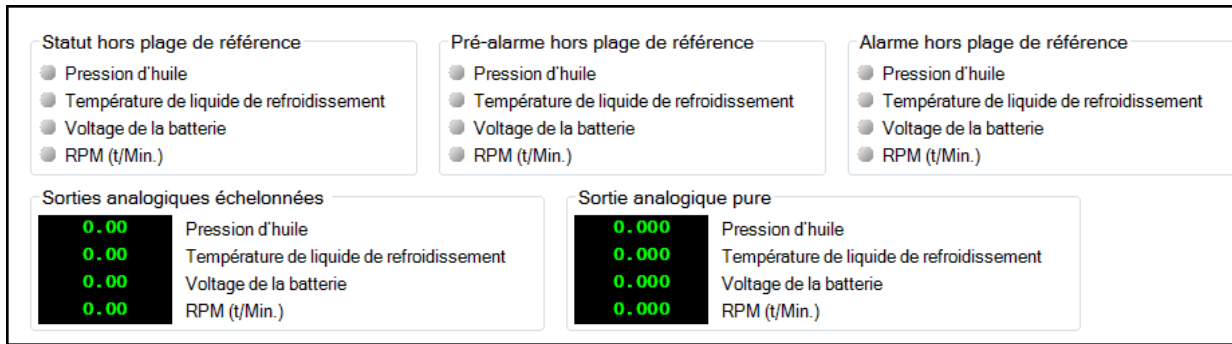 Statut hors plage de référence
Pression d'huile
Température de liquide de refroidissement
Voltage de la batterie
RPM (t/Min.)
Pré-alarme hors plage de référence
Pression d'huile
Température de liquide de refroidissement
Voltage de la batterie
RPM (t/Min.)
Alarme hors plage de référence
Pression d'huile
Température de liquide de refroidissement
Voltage de la batterie
RPM (t/Min.)
Sorties analogiques échelonnées
0.00 Pression d'huile
0.00 Température de liquide de refroidissement
0.00 Voltage de la batterie
0.00 RPM (t/Min.)
Sortie analogique pure
0.000 Pression d'huile
0.000 Température de liquide de refroidissement
0.000 Voltage de la batterie
0.000 RPM (t/Min.)